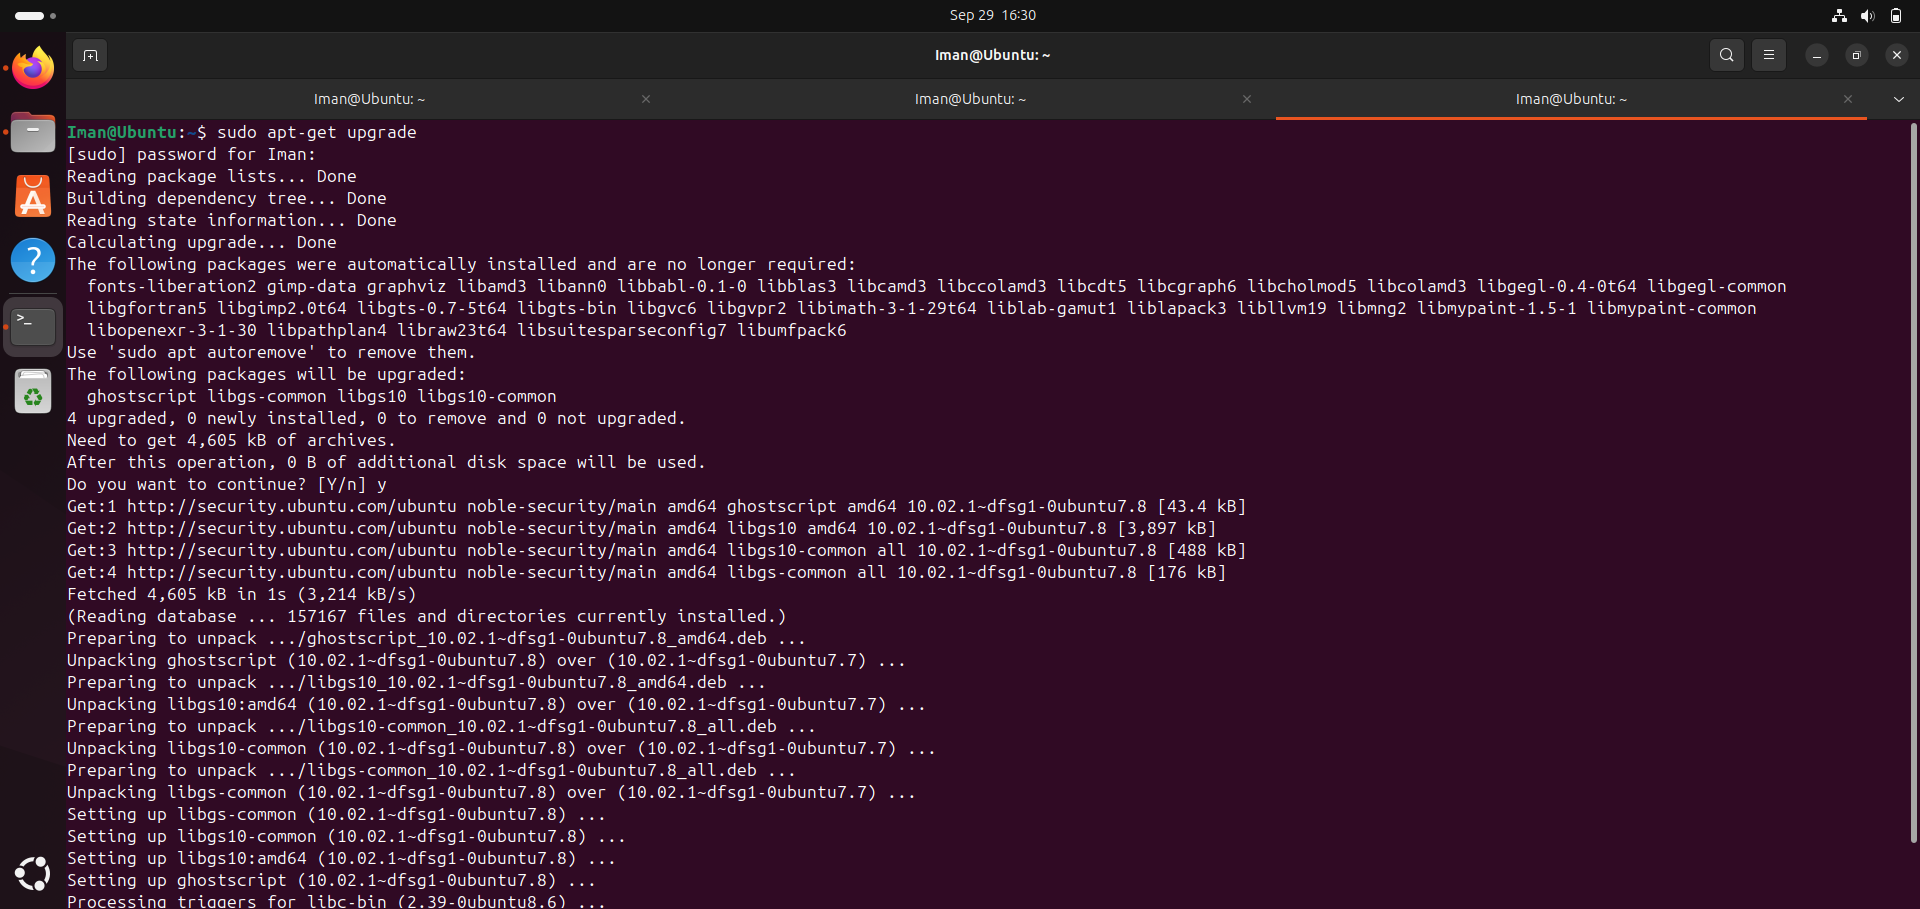 Sep 29 16:30
Iman@Ubuntu: ~
Iman@Ubuntu: ~
Iman@Ubuntu: ~
Iman@Ubuntu: ~
Iman@Ubuntu:~$ sudo apt-get upgrade
[sudo] password for Iman:
Reading package lists... Done
Building dependency tree... Done
Reading state information... Done
Calculating upgrade... Done
The following packages were automatically installed and are no longer required:
  fonts-liberation2 gimp-data graphviz libamd3 libann0 libbabl-0.1-0 libblas3 libcamd3 libccolamd3 libcdt5 libcgraph6 libcholmod5 libcolamd3 libgegl-0.4-0t64 libgegl-common
  libgfortran5 libgimp2.0t64 libgts-0.7-5t64 libgts-bin libgvc6 libgvpr2 libimath-3-1-29t64 liblab-gamut1 liblapack3 libllvm19 libmng2 libmypaint-1.5-1 libmypaint-common
  libopenexr-3-1-30 libpathplan4 libraw23t64 libsuitesparseconfig7 libumfpack6
Use 'sudo apt autoremove' to remove them.
The following packages will be upgraded:
  ghostscript libgs-common libgs10 libgs10-common
4 upgraded, 0 newly installed, 0 to remove and 0 not upgraded.
Need to get 4,605 kB of archives.
After this operation, 0 B of additional disk space will be used.
Do you want to continue? [Y/n] y
Get:1 http://security.ubuntu.com/ubuntu noble-security/main amd64 ghostscript amd64 10.02.1~dfsg1-0ubuntu7.8 [43.4 kB]
Get:2 http://security.ubuntu.com/ubuntu noble-security/main amd64 libgs10 amd64 10.02.1~dfsg1-0ubuntu7.8 [3,897 kB]
Get:3 http://security.ubuntu.com/ubuntu noble-security/main amd64 libgs10-common all 10.02.1~dfsg1-0ubuntu7.8 [488 kB]
Get:4 http://security.ubuntu.com/ubuntu noble-security/main amd64 libgs-common all 10.02.1~dfsg1-0ubuntu7.8 [176 kB]
Fetched 4,605 kB in 1s (3,214 kB/s)
(Reading database ... 157167 files and directories currently installed.)
Preparing to unpack .../ghostscript_10.02.1~dfsg1-0ubuntu7.8_amd64.deb ...
Unpacking ghostscript (10.02.1~dfsg1-0ubuntu7.8) over (10.02.1~dfsg1-0ubuntu7.7) ...
Preparing to unpack .../libgs10_10.02.1~dfsg1-0ubuntu7.8_amd64.deb ...
Unpacking libgs10:amd64 (10.02.1~dfsg1-0ubuntu7.8) over (10.02.1~dfsg1-0ubuntu7.7) ...
Preparing to unpack .../libgs10-common_10.02.1~dfsg1-0ubuntu7.8_all.deb ...
Unpacking libgs10-common (10.02.1~dfsg1-0ubuntu7.8) over (10.02.1~dfsg1-0ubuntu7.7) ...
Preparing to unpack .../libgs-common_10.02.1~dfsg1-0ubuntu7.8_all.deb ...
Unpacking libgs-common (10.02.1~dfsg1-0ubuntu7.8) over (10.02.1~dfsg1-0ubuntu7.7) ...
Setting up libgs-common (10.02.1~dfsg1-0ubuntu7.8) ...
Setting up libgs10-common (10.02.1~dfsg1-0ubuntu7.8) ...
Setting up libgs10:amd64 (10.02.1~dfsg1-0ubuntu7.8) ...
Setting up ghostscript (10.02.1~dfsg1-0ubuntu7.8) ...
Processing triggers for libc-bin (2.39-0ubuntu8.6) ...